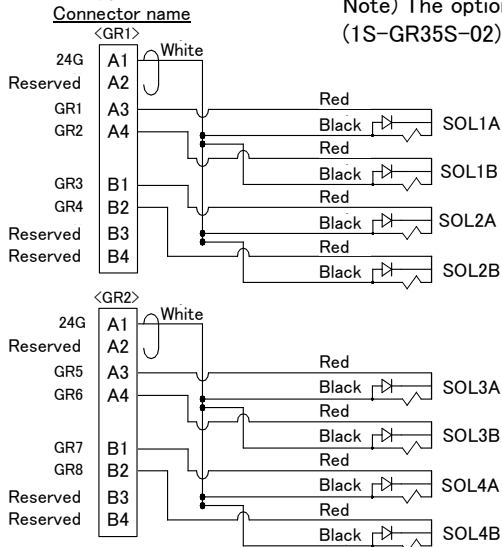 Connector name
Note) The option
(1S-GR35S-02)
<GR1>
White
24G A1
Reserved A2
GR1 A3
GR2 A4
GR3 B1
GR4 B2
Reserved B3
Reserved B4
Red
Black SOL1A
Red
Black SOL1B
Red
Black SOL2A
Red
Black SOL2B
<GR2>
White
24G A1
Reserved A2
GR5 A3
GR6 A4
GR7 B1
GR8 B2
Reserved B3
Reserved B4
Red
Black SOL3A
Red
Black SOL3B
Red
Black SOL4A
Red
Black SOL4B